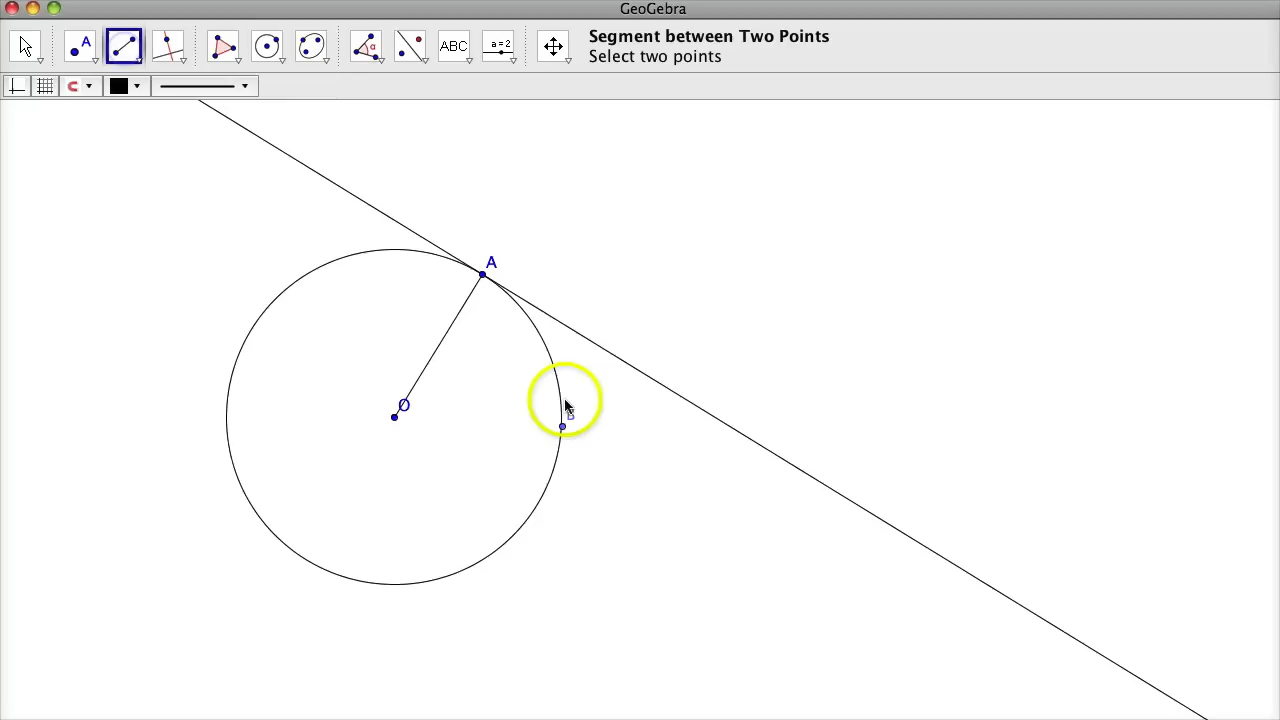 GeoGebra
A
α
ABC
a = 2
Segment between Two Points
Select two points
A
O
B